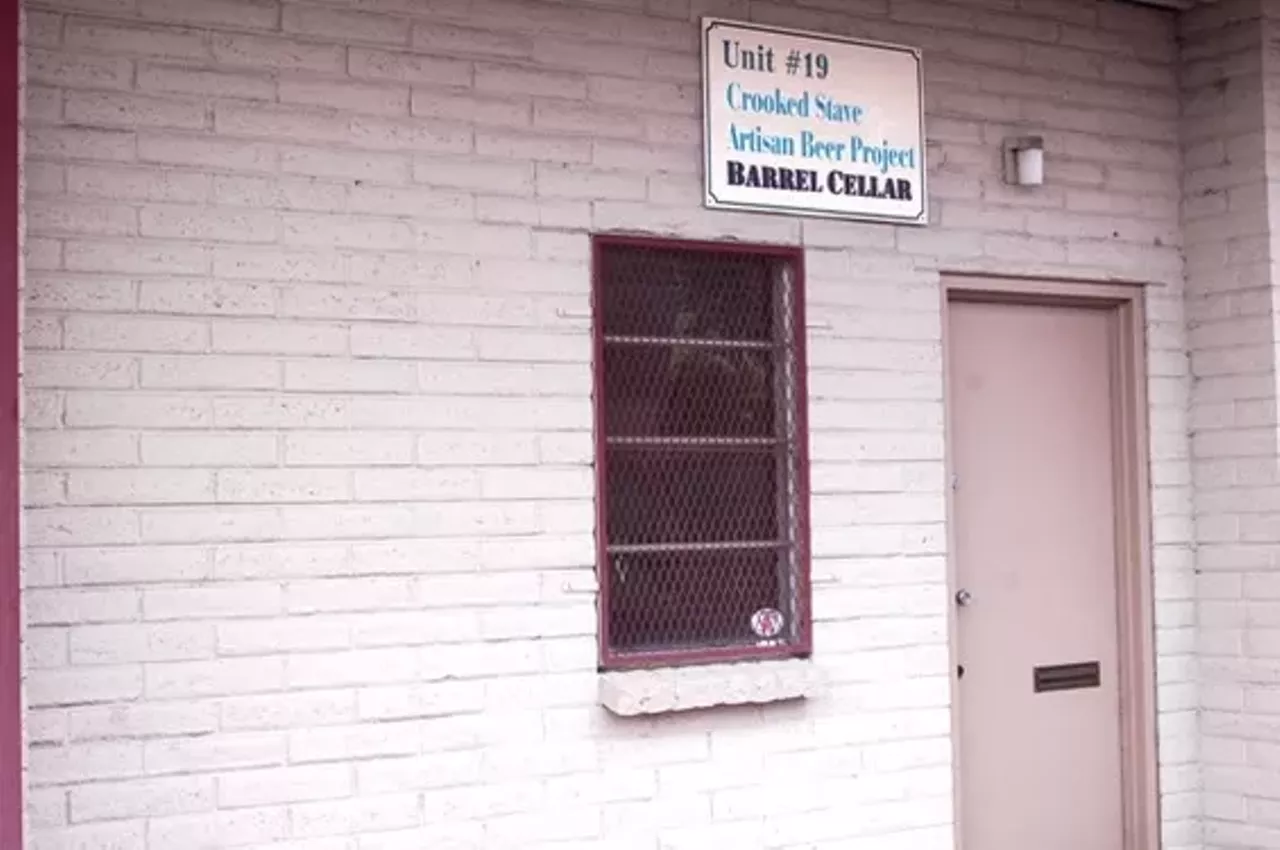 Unit #19
Crooked Stave
Artisan Beer Project
BARREL CELLAR